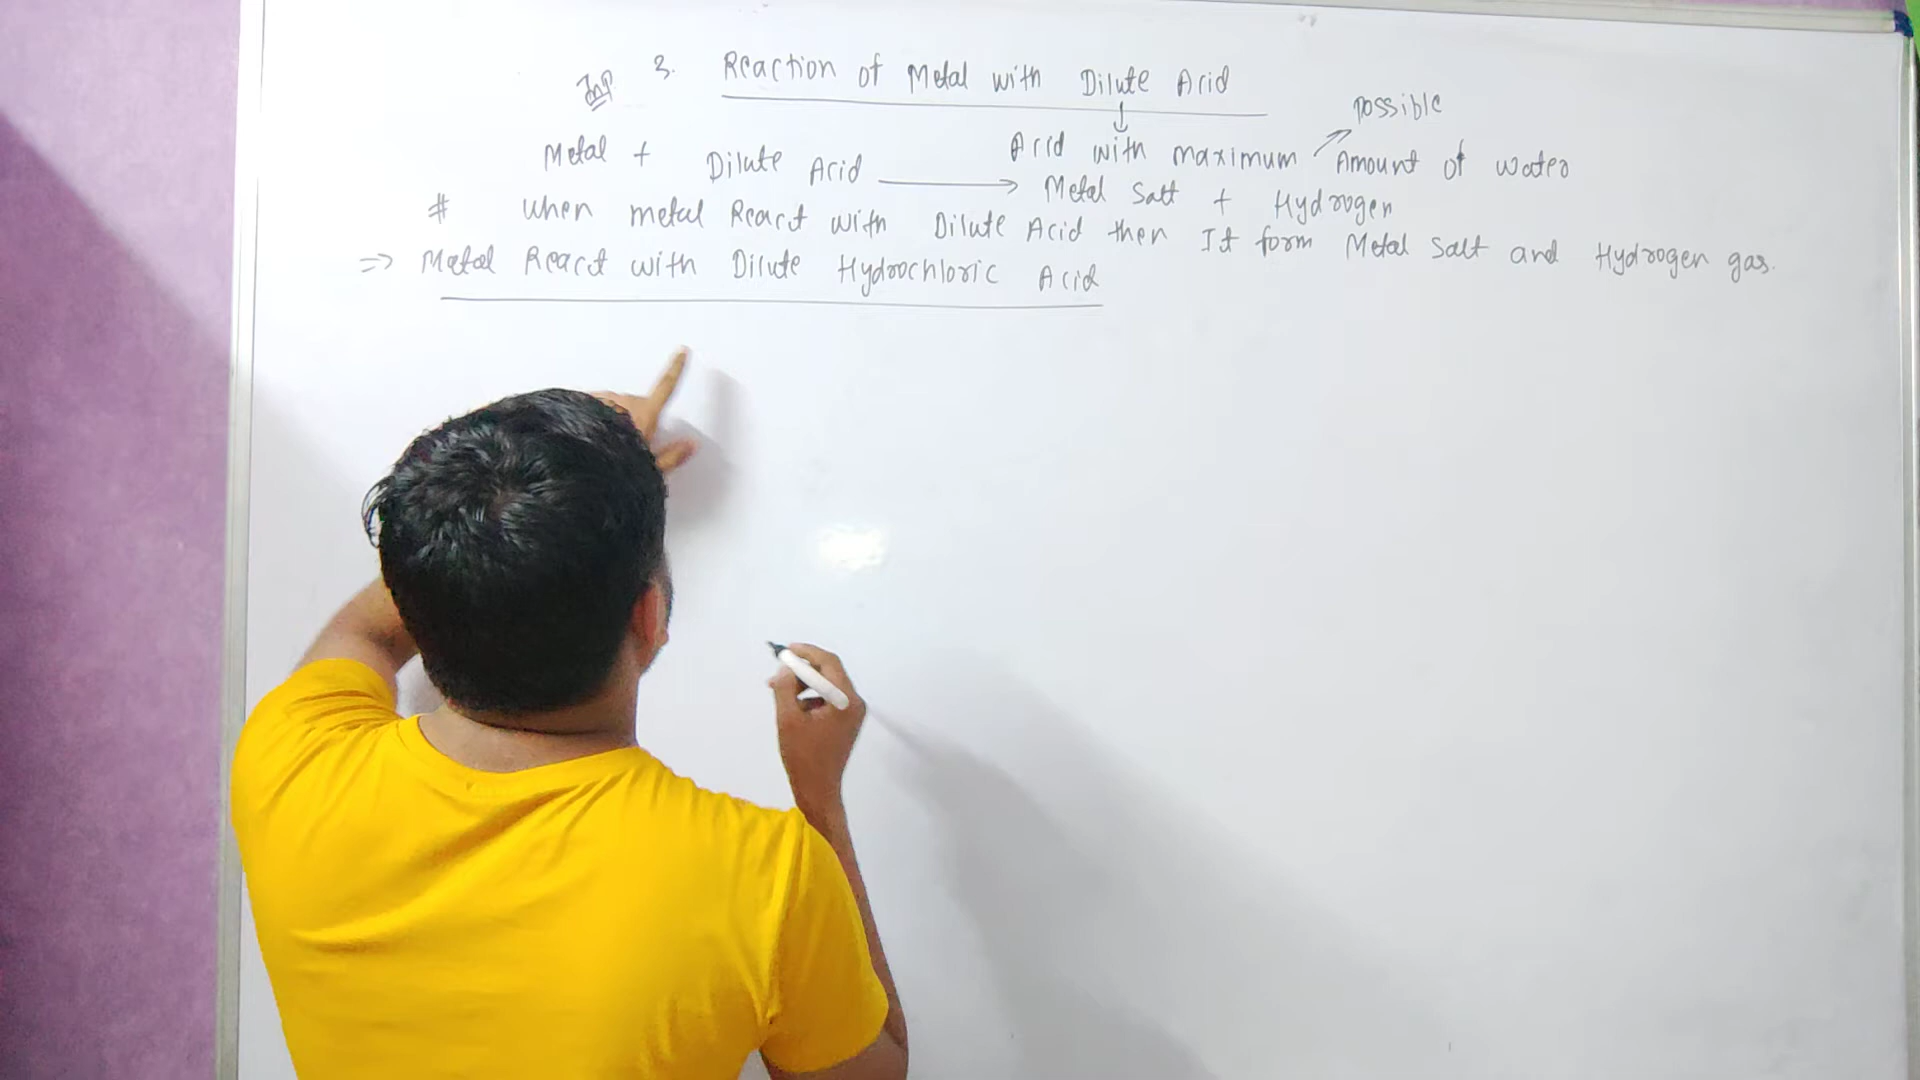 Imp 3. Reaction of Metal with Dilute Acid
possible
Acid with maximum Amount of water
Metal + Dilute Acid → Metal Salt + Hydrogen
# When metal React with Dilute Acid then It form Metal Salt and Hydrogen gas.
⇒ Metal React with Dilute Hydrochloric Acid